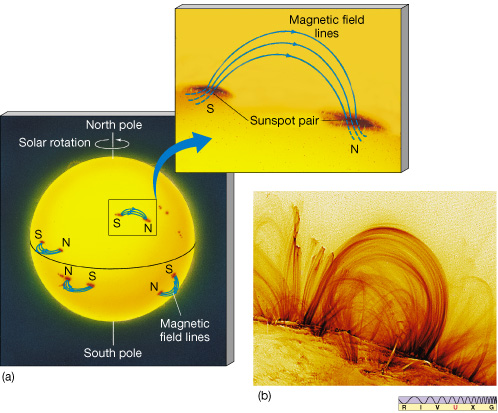 Magnetic field
lines
S
Sunspot pair
N
North pole
Solar rotation
S
N
S
N
N
S
S
N
Magnetic
field lines
South pole
(a)
(b)
R I V U X G